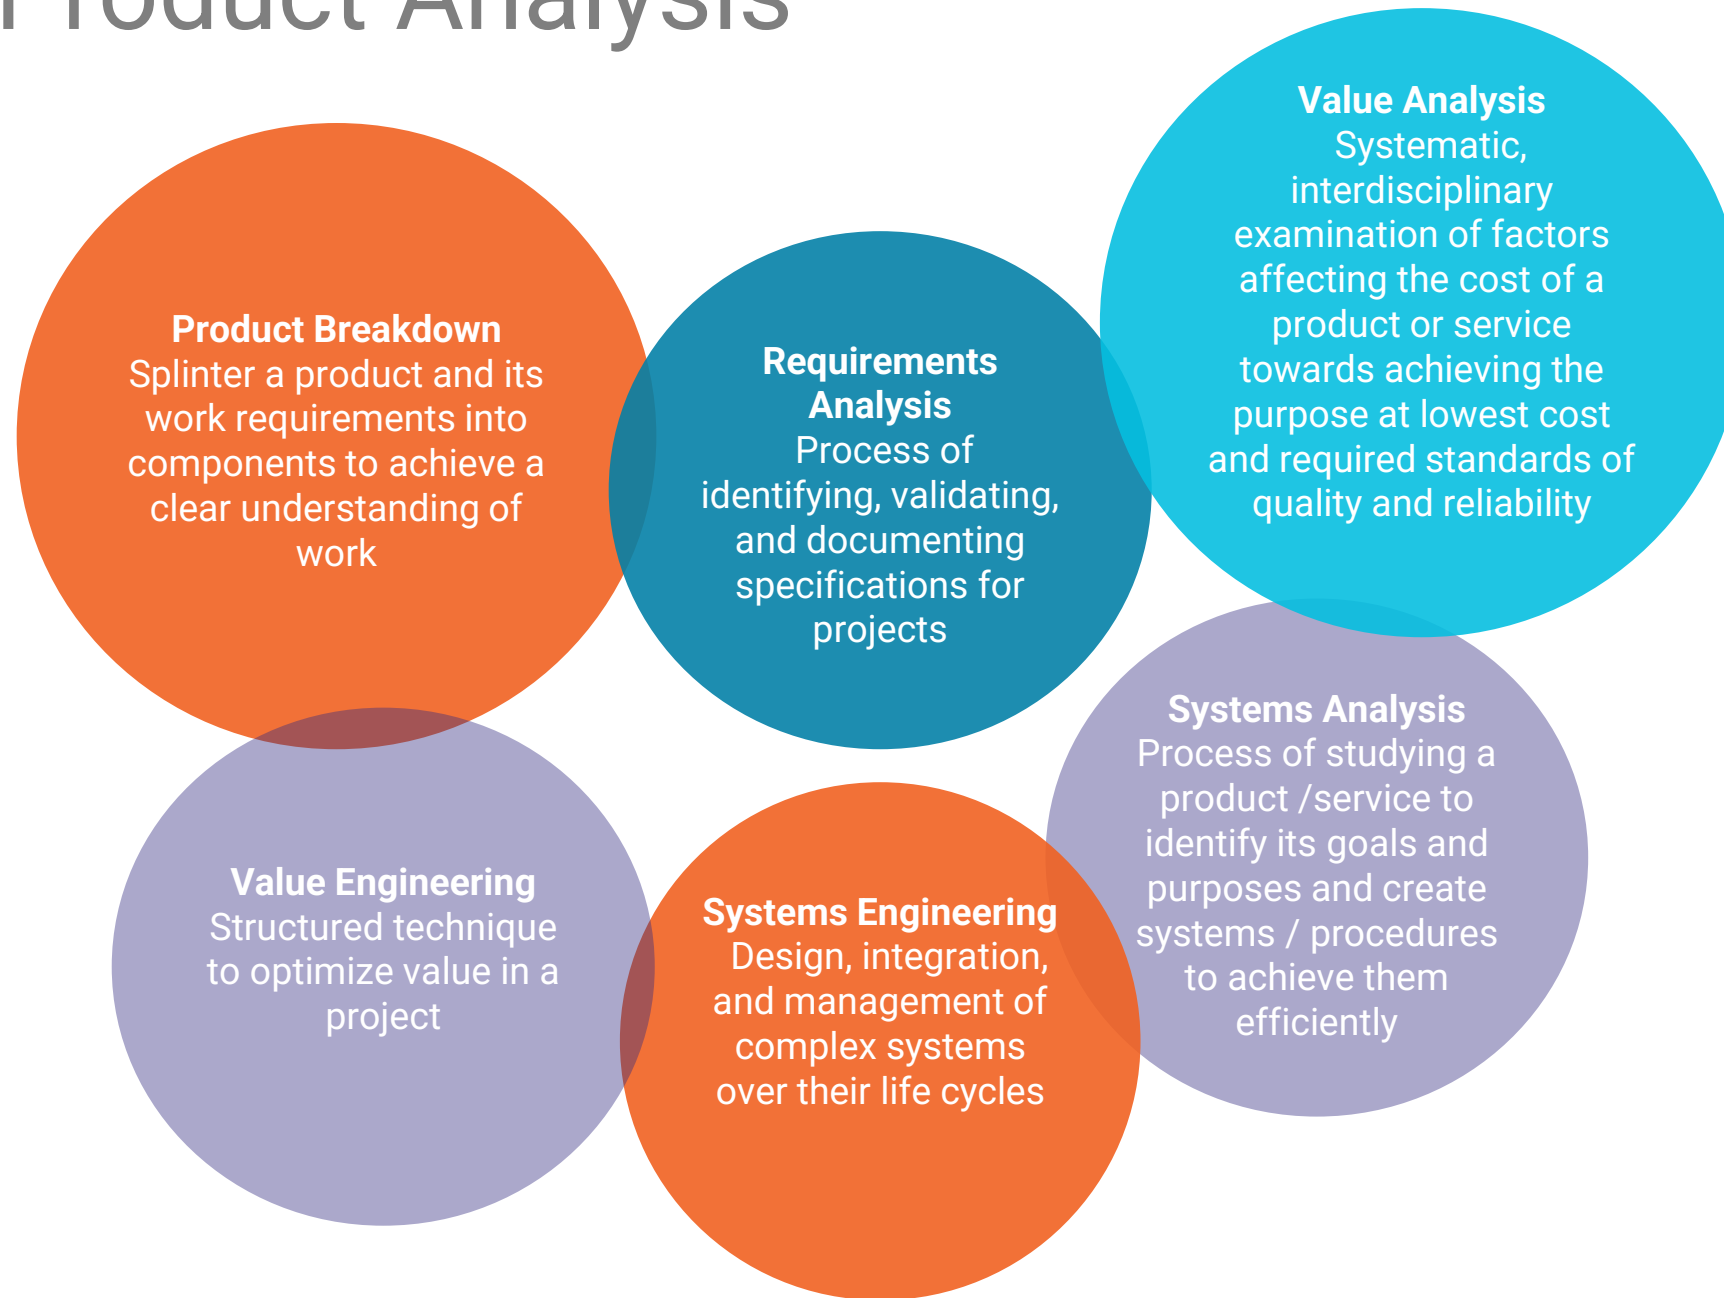 Product Analysis
Product Breakdown
Splinter a product and its
work requirements into
components to achieve a
clear understanding of
work
Requirements
Analysis
Process of
identifying, validating,
and documenting
specifications for
projects
Value Analysis
Systematic,
interdisciplinary
examination of factors
affecting the cost of a
product or service
towards achieving the
purpose at lowest cost
and required standards of
quality and reliability
Value Engineering
Structured technique
to optimize value in a
project
Systems Engineering
Design, integration,
and management of
complex systems
over their life cycles
Systems Analysis
Process of studying a
product /service to
identify its goals and
purposes and create
systems / procedures
to achieve them
efficiently